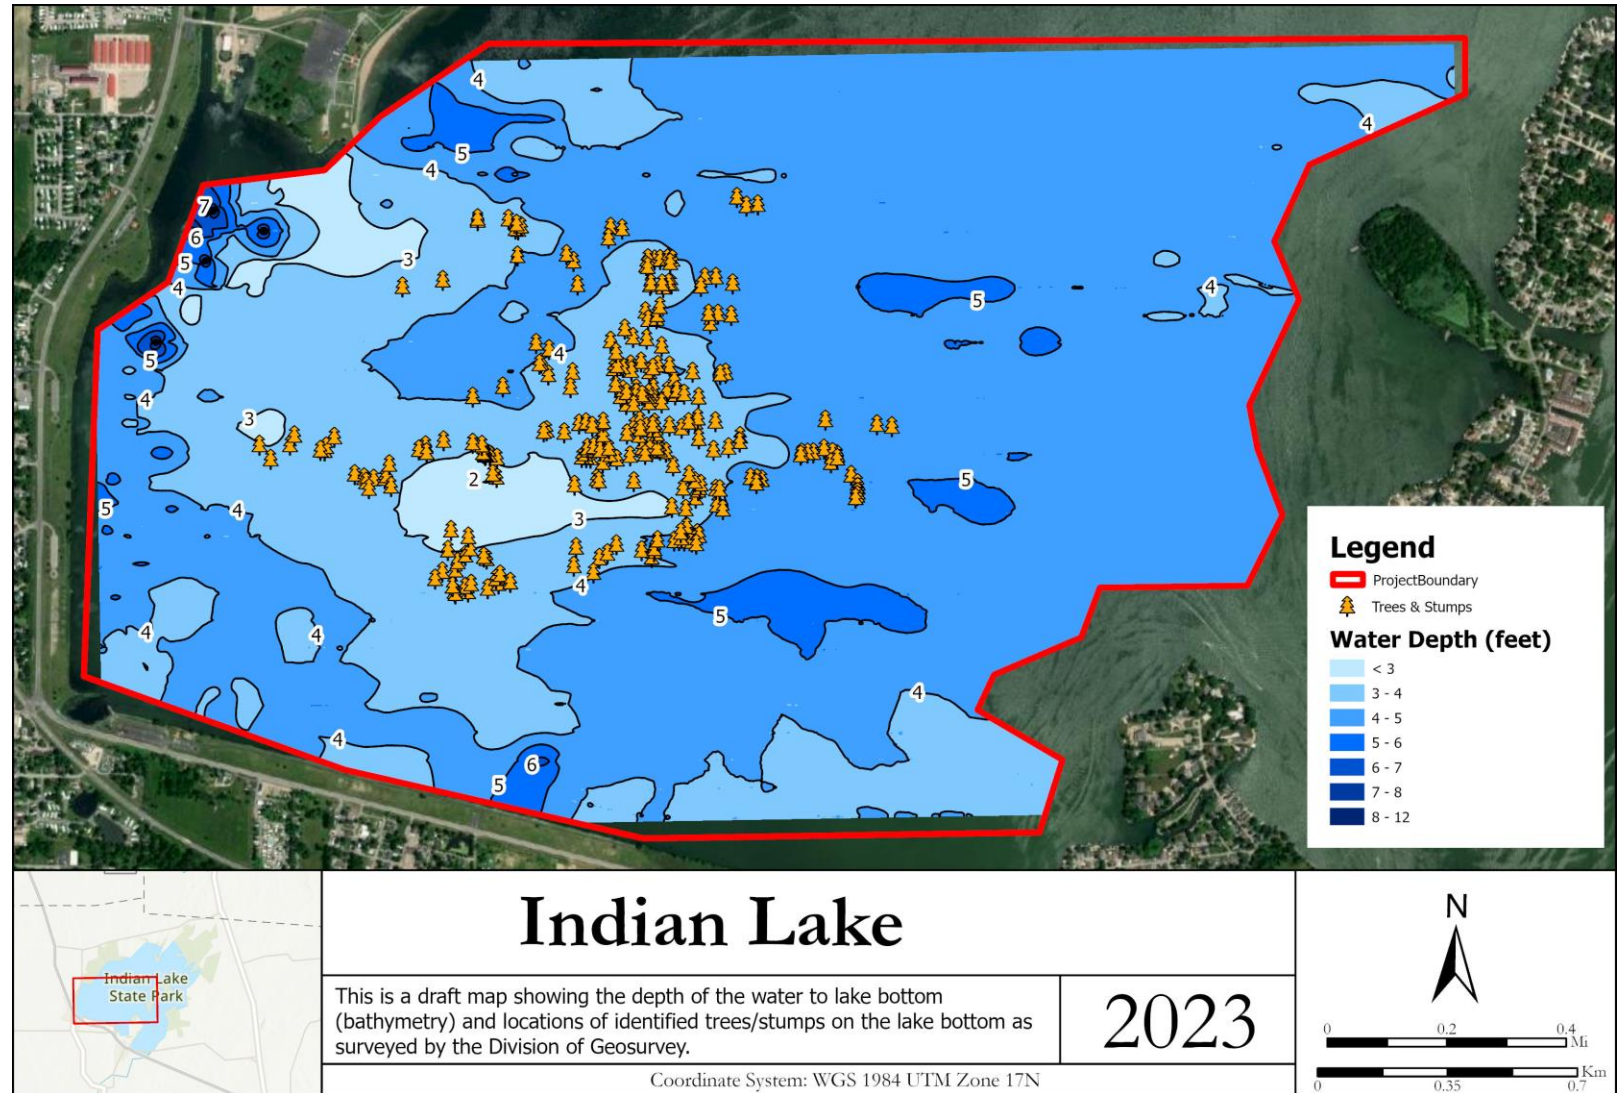 4
4
5
4
7
6
5
4
3
4
5
5
4
4
3
2
5
4
5
3
4
5
4
4
4
4
5
6
Legend
ProjectBoundary
Trees & Stumps
Water Depth (feet)
< 3
3 - 4
4 - 5
5 - 6
6 - 7
7 - 8
8 - 12
Indian Lake
State Park
Indian Lake
This is a draft map showing the depth of the water to lake bottom
(bathymetry) and locations of identified trees/stumps on the lake bottom as
surveyed by the Division of Geosurvey.
2023
Coordinate System: WGS 1984 UTM Zone 17N
N
0 0.2 0.4
Mi
Km
0 0.35 0.7